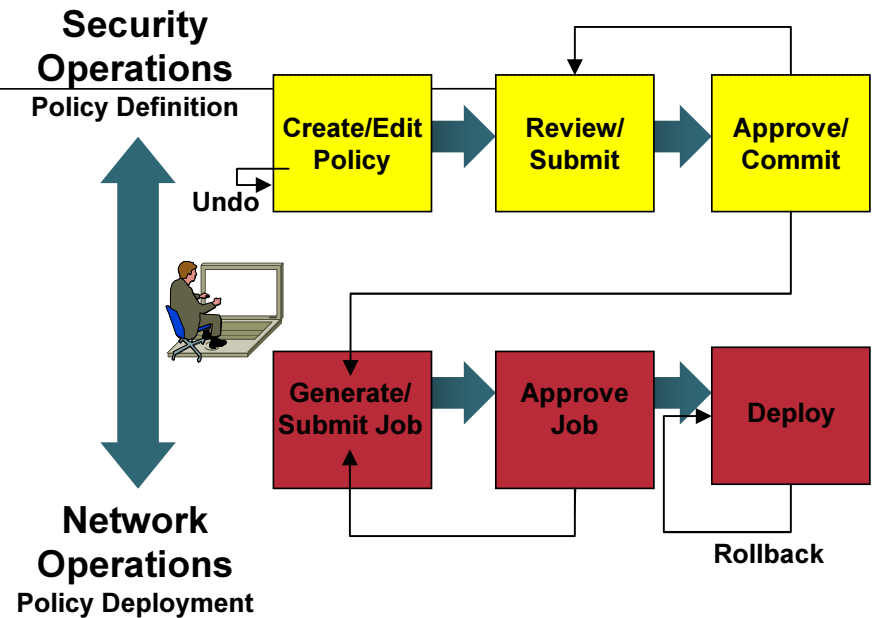 Security
Operations
Policy Definition
Create/Edit
Policy
Undo
Review/
Submit
Approve/
Commit
Generate/
Submit Job
Approve
Job
Deploy
Rollback
Network
Operations
Policy Deployment